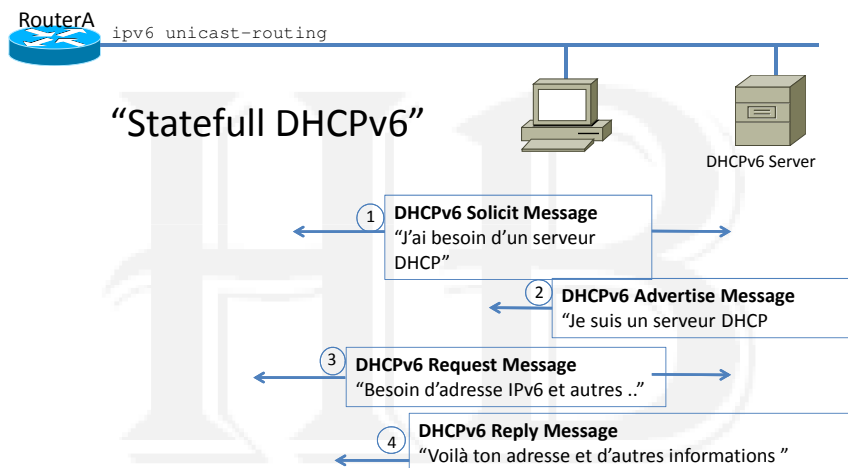 RouterA
ipv6 unicast-routing
“Statefull DHCPv6”
DHCPv6 Server
1
DHCPv6 Solicit Message
“J’ai besoin d’un serveur
DHCP”
2
DHCPv6 Advertise Message
“Je suis un serveur DHCP
3
DHCPv6 Request Message
“Besoin d’adresse IPv6 et autres ..”
4
DHCPv6 Reply Message
“Voilà ton adresse et d’autres informations ”
HB